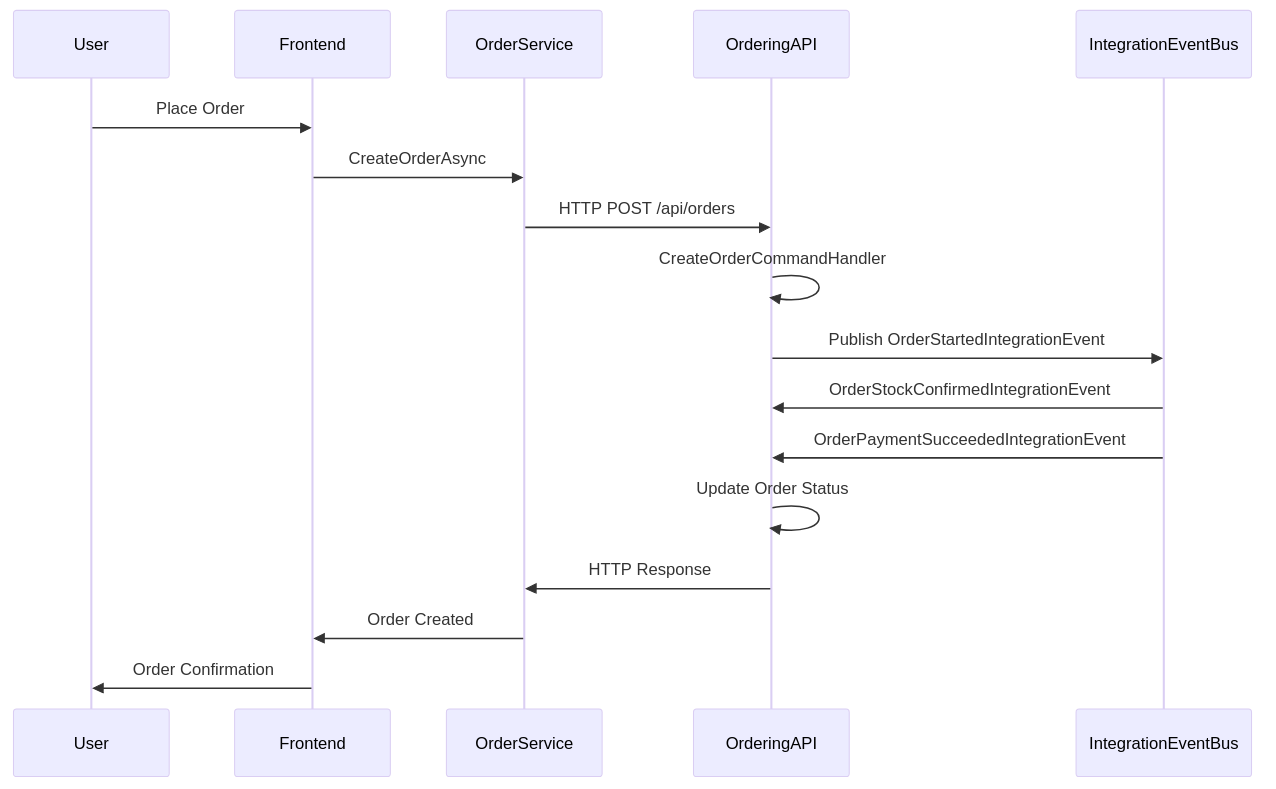 User
Frontend
OrderService
OrderingAPI
IntegrationEventBus
Place Order
CreateOrderAsync
HTTP POST /api/orders
CreateOrderCommandHandler
Publish OrderStartedIntegrationEvent
OrderStockConfirmedIntegrationEvent
OrderPaymentSucceededIntegrationEvent
Update Order Status
HTTP Response
Order Created
Order Confirmation
User
Frontend
OrderService
OrderingAPI
IntegrationEventBus